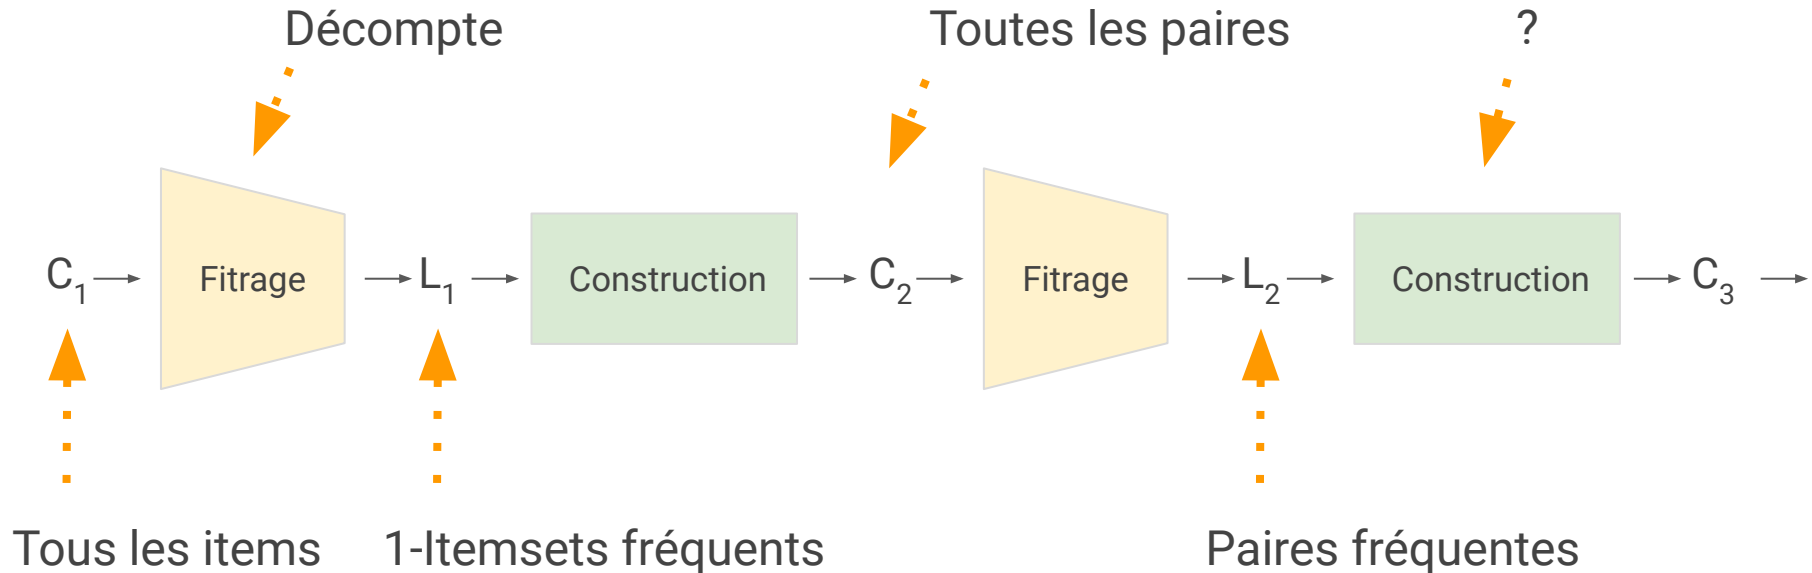 Décompte
Toutes les paires
?
C1
Fitrage
L1
Construction
C2
Fitrage
L2
Construction
C3
Tous les items
1-Itemsets fréquents
Paires fréquentes